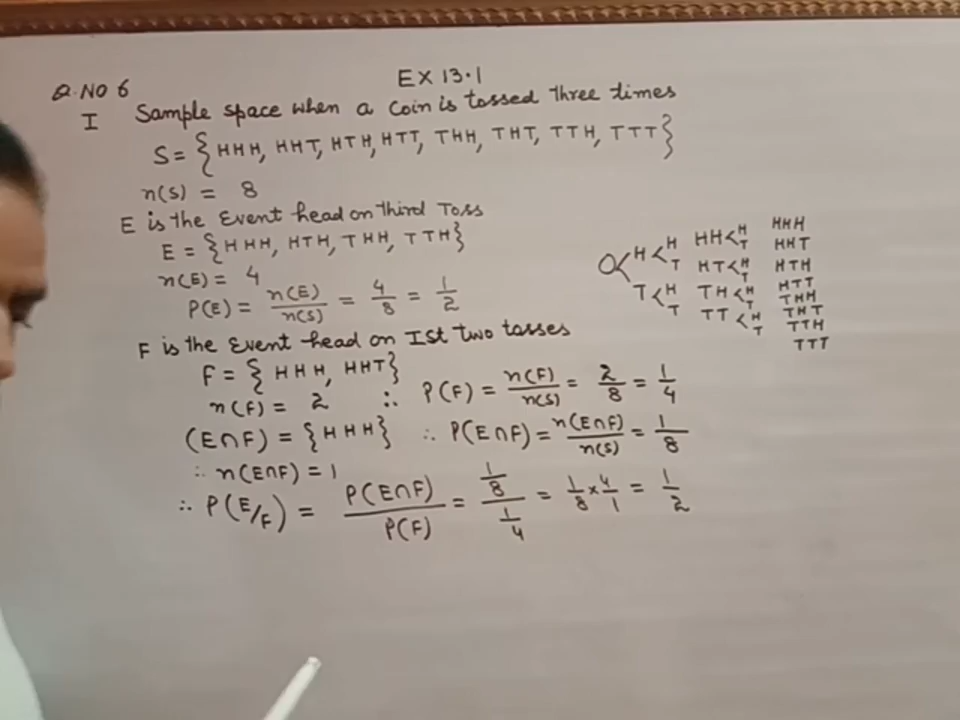 EX 13.1
Q. NO 6
I Sample space when a coin is tossed three times
S = {HHH, HHT, HTH, HTT, THH, THT, TTH, TTT}
n(S) = 8
E is the Event head on third Toss
E = {HHH, HTH, THH, TTH}
n(E) = 4
P(E) = n(E)/n(S) = 4/8 = 1/2
F is the Event head on Ist two tosses
F = {HHH, HHT}
n(F) = 2 ∴ P(F) = n(F)/n(S) = 2/8 = 1/4
(E∩F) = {HHH} ∴ P(E∩F) = n(E∩F)/n(S) = 1/8
∴ n(E∩F) = 1
∴ P(E/F) = P(E∩F)/P(F) = (1/8)/(1/4) = 1/8 × 4/1 = 1/2
O< H < H T HH < H T HHH
HHT
HT < H T HTH
HTT
T < H T TH < H T THH
THT
TT < H T TTH
TTT